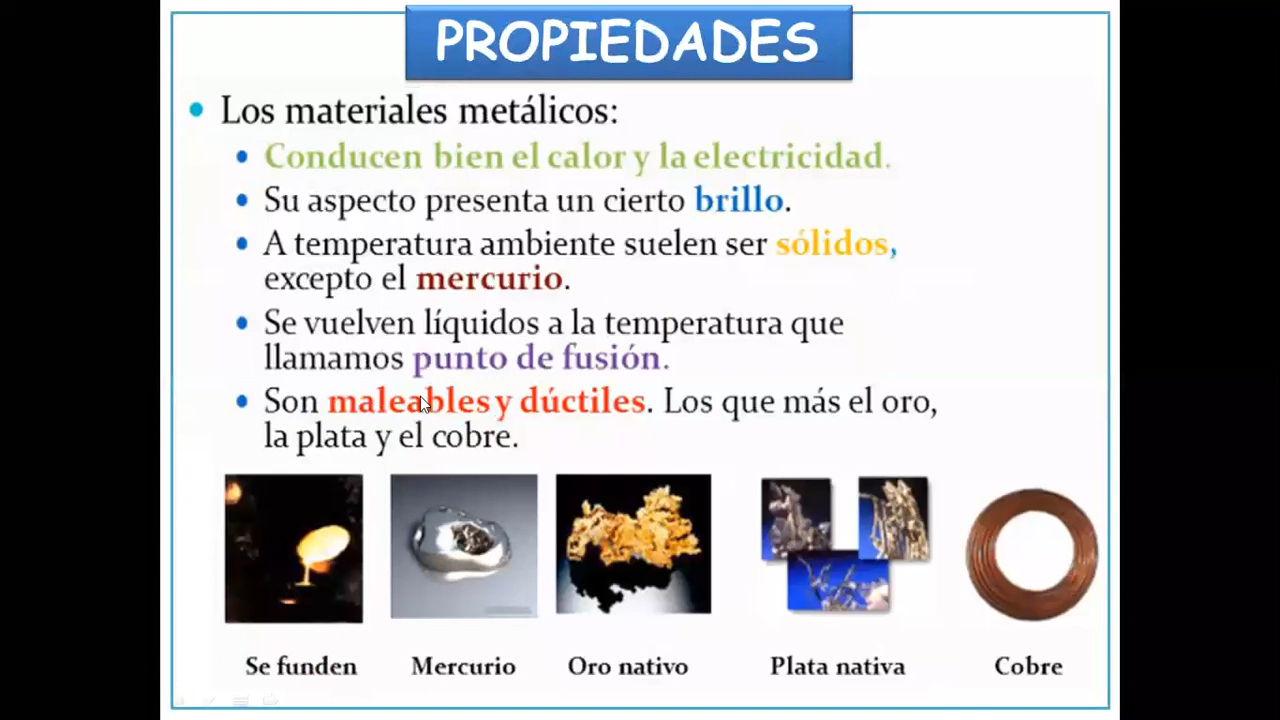 PROPIEDADES
Los materiales metálicos:
Conducen bien el calor y la electricidad.
Su aspecto presenta un cierto brillo.
A temperatura ambiente suelen ser sólidos,
excepto el mercurio.
Se vuelven líquidos a la temperatura que
llamamos punto de fusión.
Son maleables y dúctiles. Los que más el oro,
la plata y el cobre.
Se funden
Mercurio
Oro nativo
Plata nativa
Cobre